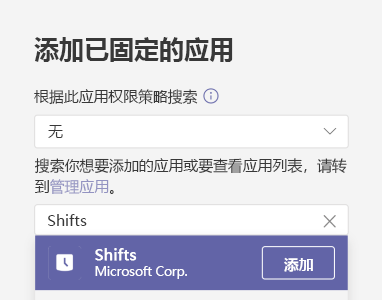 添加已固定的应用
根据此应用权限策略搜索
无
搜索你想要添加的应用或要查看应用列表，请转
到管理应用。
Shifts
Shifts
Microsoft Corp.
添加